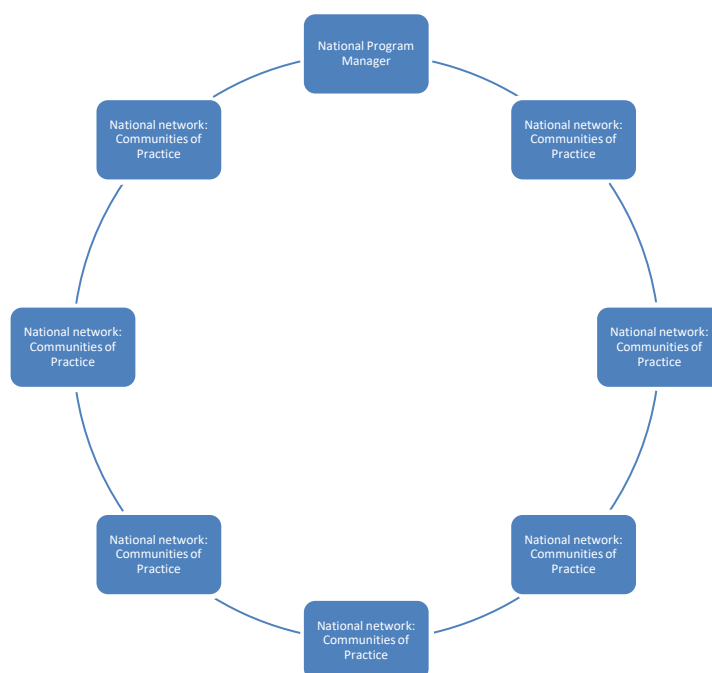 National Program
Manager
National network:
Communities of
Practice
National network:
Communities of
Practice
National network:
Communities of
Practice
National network:
Communities of
Practice
National network:
Communities of
Practice
National network:
Communities of
Practice
National network:
Communities of
Practice